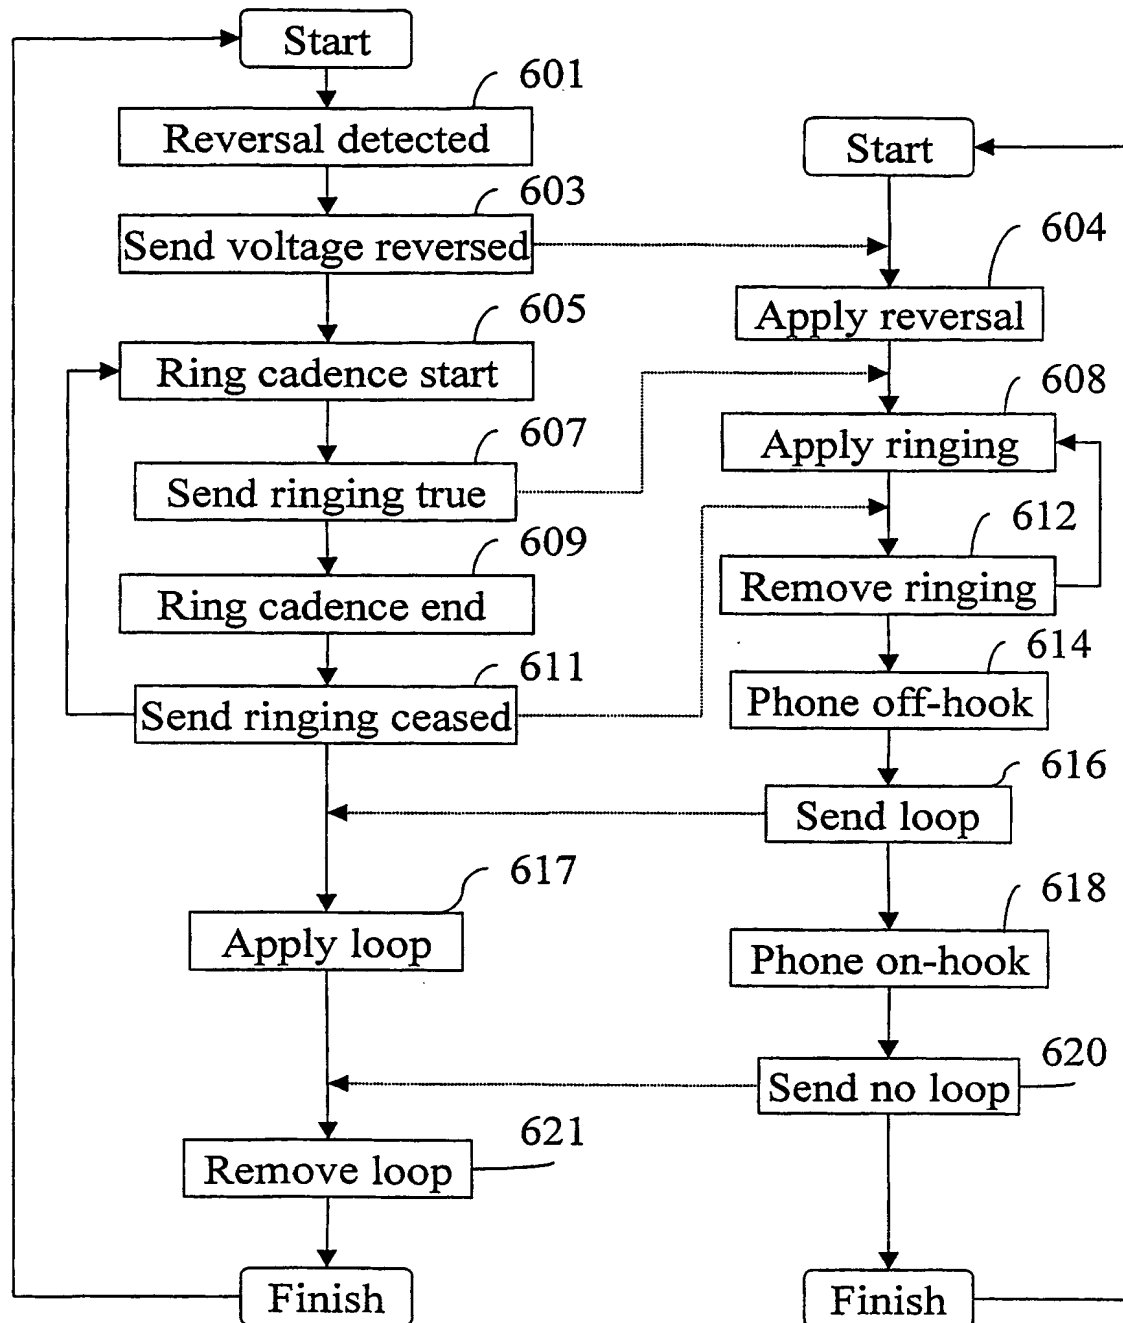 Start
601
Reversal detected
603
Send voltage reversed
605
Ring cadence start
607
Send ringing true
609
Ring cadence end
611
Send ringing ceased
617
Apply loop
621
Remove loop
Finish
Start
604
Apply reversal
608
Apply ringing
612
Remove ringing
614
Phone off-hook
616
Send loop
618
Phone on-hook
620
Send no loop
Finish